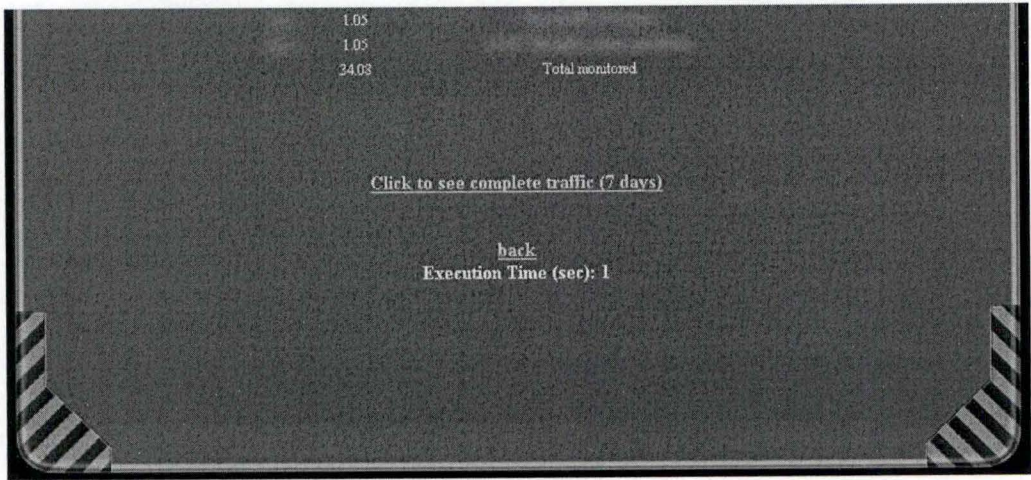 1.05
1.05
34.08 Total monitored
Click to see complete traffic (7 days)
back
Execution Time (sec): 1